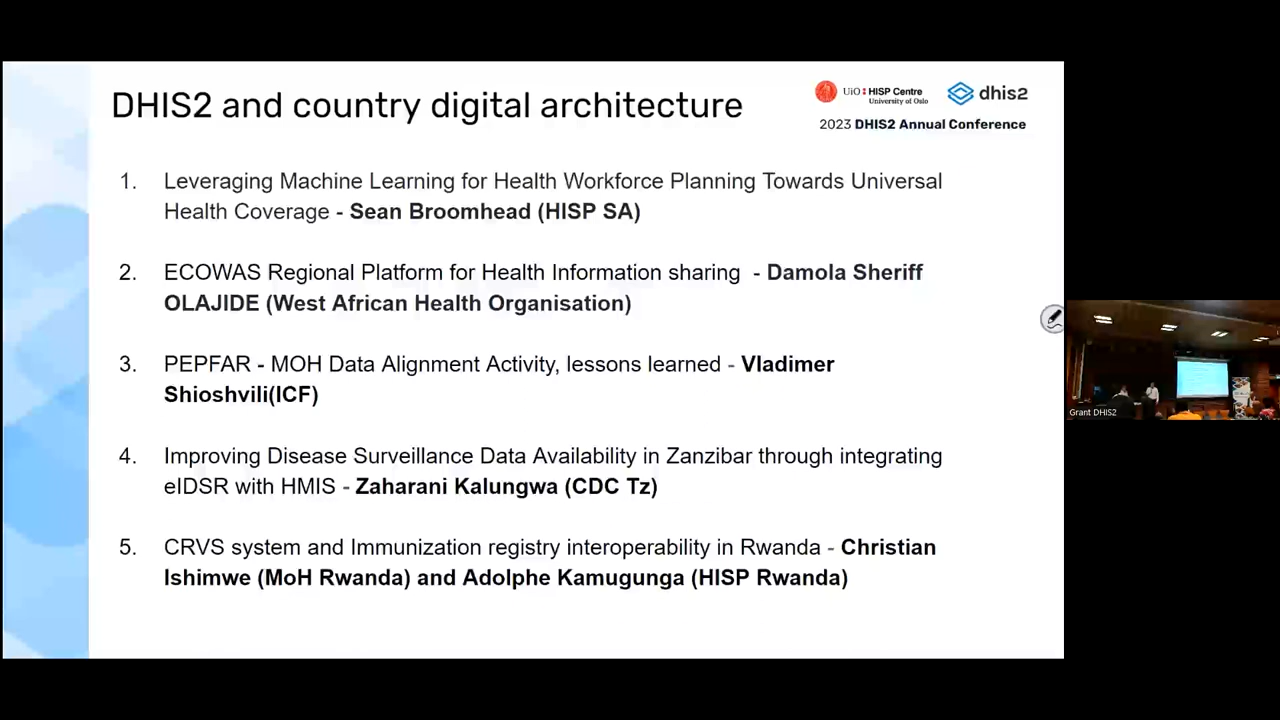 DHIS2 and country digital architecture
UiO HISP Centre
University of Oslo
dhis2
2023 DHIS2 Annual Conference
1. Leveraging Machine Learning for Health Workforce Planning Towards Universal
Health Coverage - Sean Broomhead (HISP SA)
2. ECOWAS Regional Platform for Health Information sharing - Damola Sheriff
OLAJIDE (West African Health Organisation)
3. PEPFAR - MOH Data Alignment Activity, lessons learned - Vladimer
Shioshvili(ICF)
4. Improving Disease Surveillance Data Availability in Zanzibar through integrating
eIDSR with HMIS - Zaharani Kalungwa (CDC Tz)
5. CRVS system and Immunization registry interoperability in Rwanda - Christian
Ishimwe (MoH Rwanda) and Adolphe Kamugunga (HISP Rwanda)
Grant DHIS2